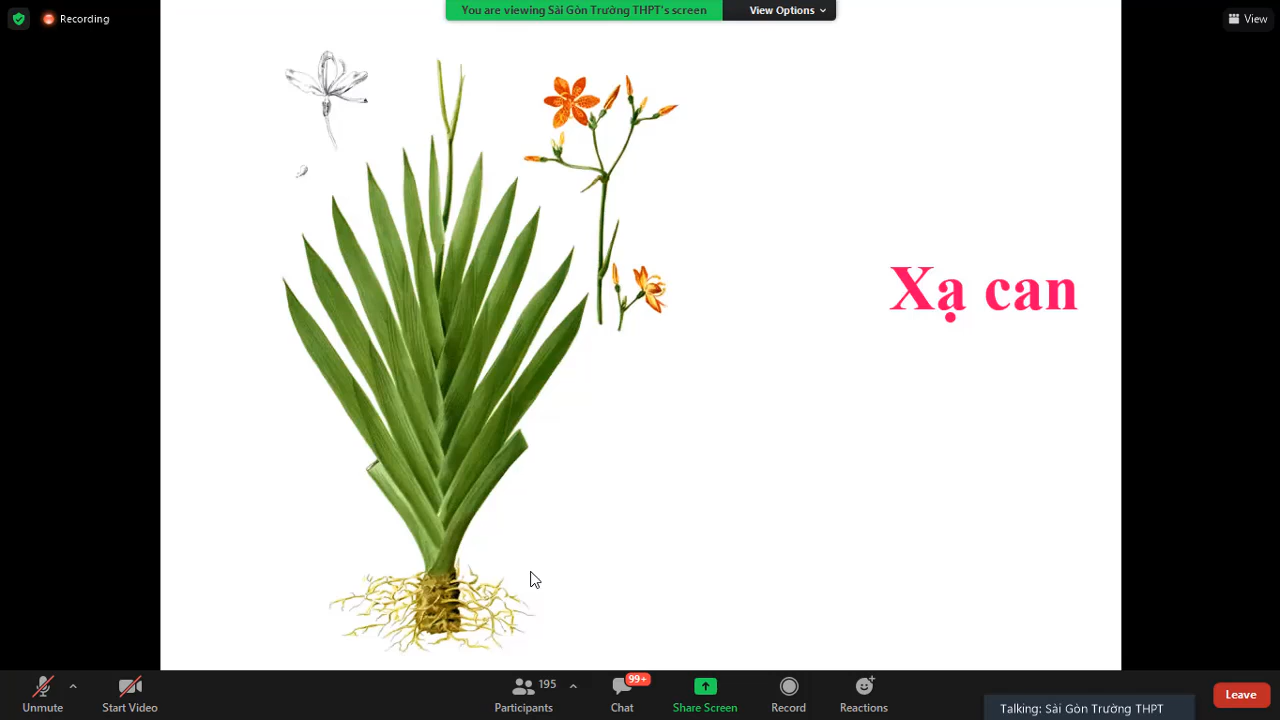 Recording
You are viewing Sài Gòn Trường THPT's screen
View Options
View
Xạ can
Unmute
Start Video
195
Participants
99+
Chat
Share Screen
Record
Reactions
Talking: Sài Gòn Trường THPT
Leave